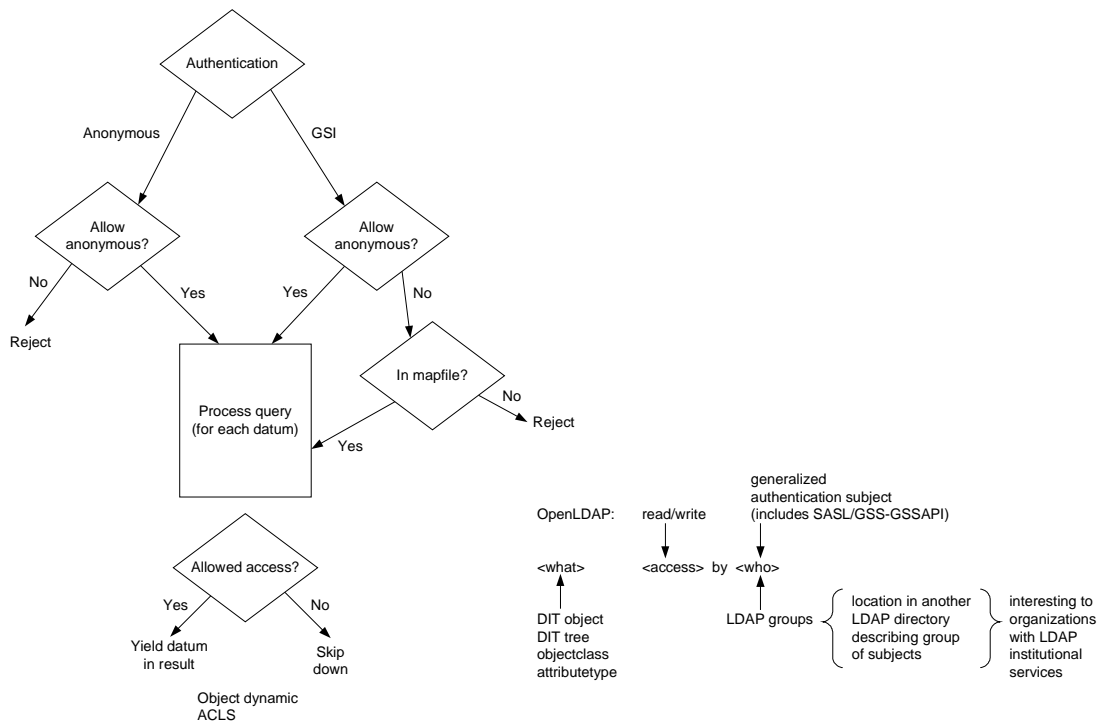 Authentication
Anonymous
GSI
Allow
anonymous?
Allow
anonymous?
No
Yes
Yes
No
Reject
In mapfile?
Process query
(for each datum)
No
Reject
Yes
Allowed access?
Yes
No
Yield datum
in result
Skip
down
Object dynamic
ACLS
generalized
authentication subject
(includes SASL/GSS-GSSAPI)
OpenLDAP:
read/write
<what>
<access> by <who>
DIT object
DIT tree
objectclass
attributetype
LDAP groups
location in another
LDAP directory
describing group
of subjects
interesting to
organizations
with LDAP
institutional
services